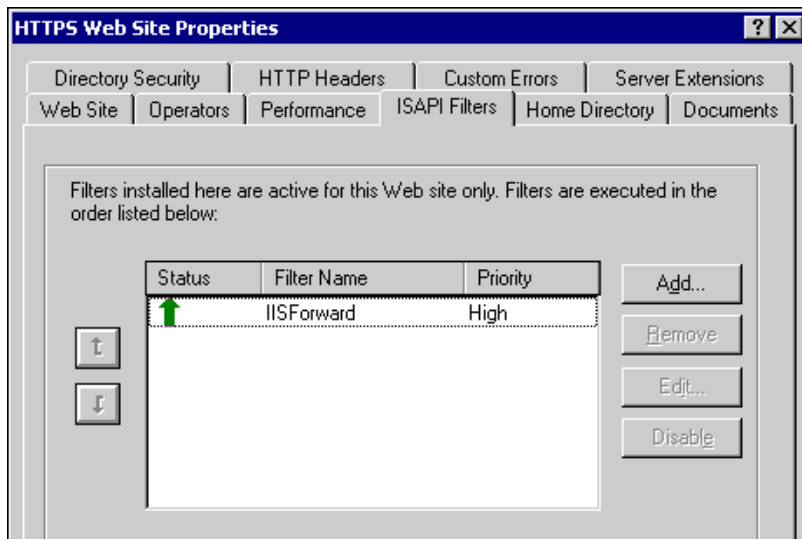 HTTPS Web Site Properties
Directory Security HTTP Headers Custom Errors Server Extensions
Web Site Operators Performance ISAPI Filters Home Directory Documents
Filters installed here are active for this Web site only. Filters are executed in the
order listed below:
Status Filter Name Priority
IISForward High
Add...
Remove
Edit...
Disable